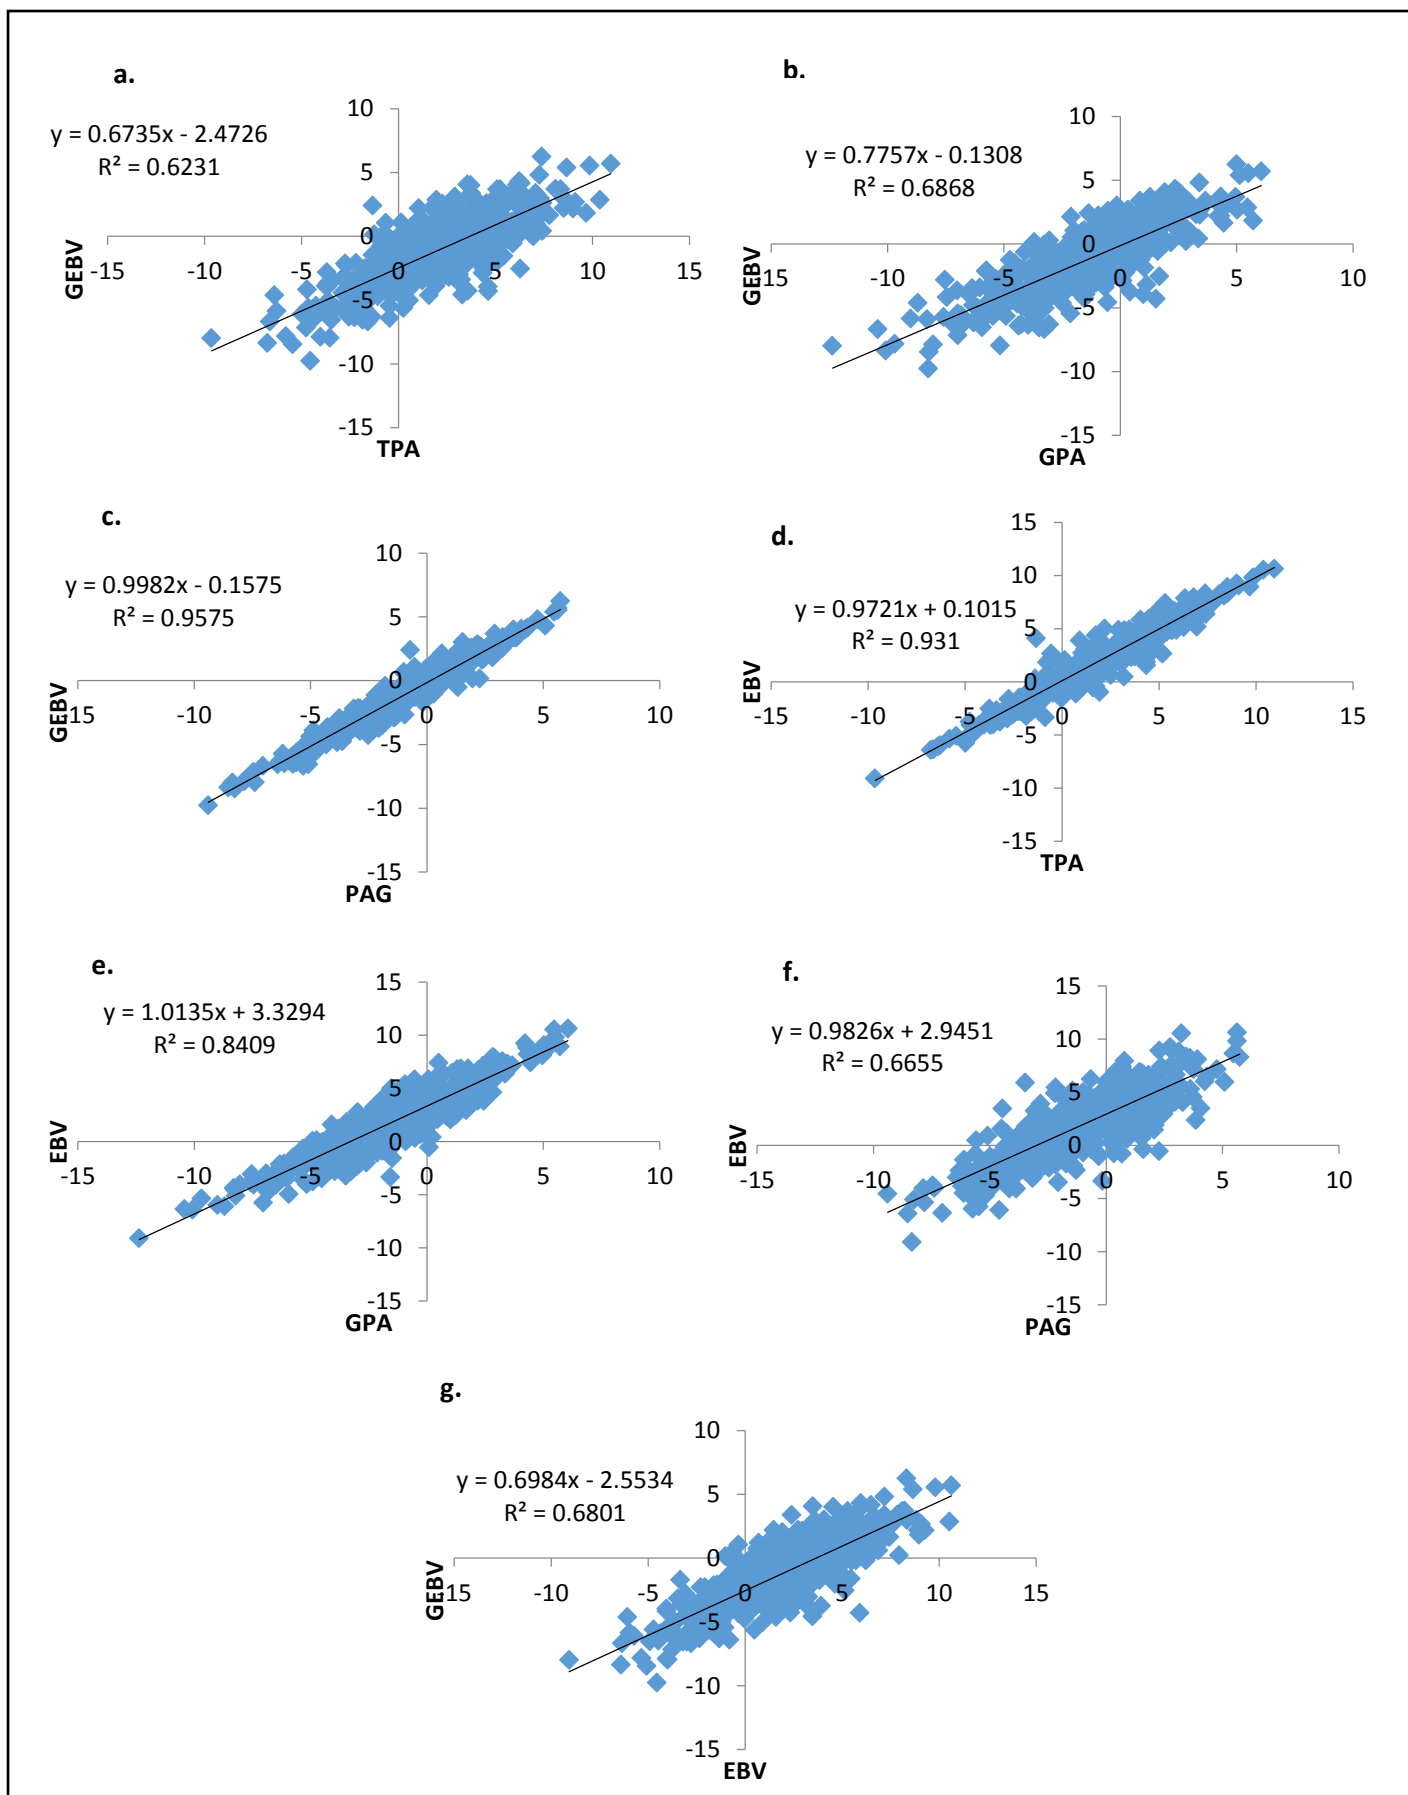 a.
y = 0.6735x - 2.4726
R² = 0.6231
10
5
0
-5
-10
-15
-15 -10 -5 0 5 10 15
GEBV
TPA
b.
y = 0.7757x - 0.1308
R² = 0.6868
10
5
0
-5
-10
-15
-15 -10 -5 0 5 10
GEBV
GPA
c.
y = 0.9982x - 0.1575
R² = 0.9575
10
5
0
-5
-10
-15
-15 -10 -5 0 5 10
GEBV
PAG
d.
y = 0.9721x + 0.1015
R² = 0.931
15
10
5
0
-5
-10
-15
-15 -10 -5 0 5 10 15
EBV
TPA
e.
y = 1.0135x + 3.3294
R² = 0.8409
15
10
5
0
-5
-10
-15
-15 -10 -5 0 5 10
EBV
GPA
f.
y = 0.9826x + 2.9451
R² = 0.6655
15
10
5
0
-5
-10
-15
-15 -10 -5 0 5 10
EBV
PAG
g.
y = 0.6984x - 2.5534
R² = 0.6801
10
5
0
-5
-10
-15
-15 -10 -5 0 5 10 15
GEBV
EBV